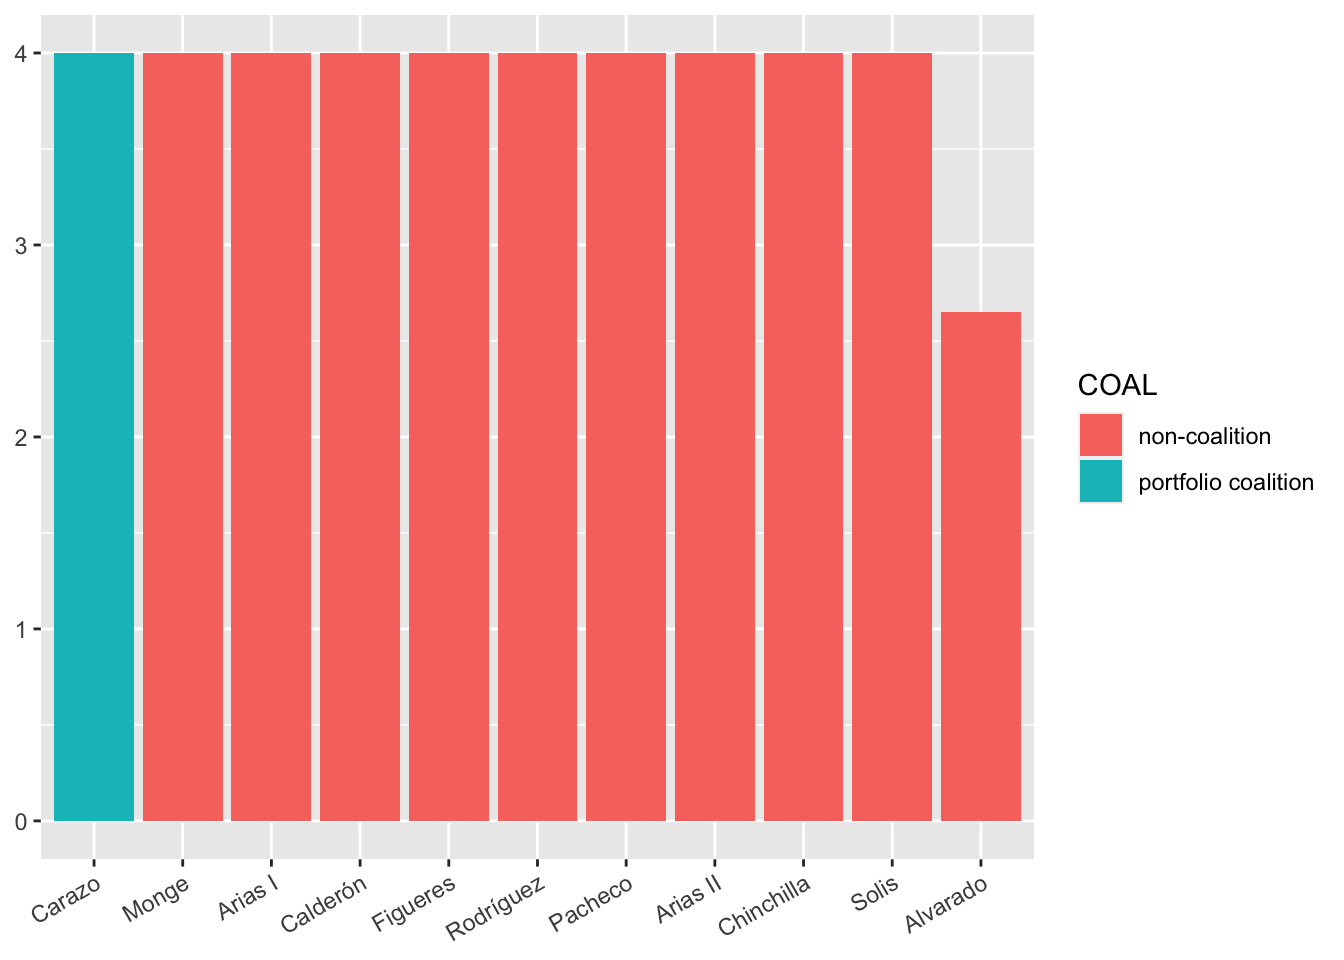 4
3
2
1
0
Carazo
Monge
Arias I
Calderón
Figueres
Rodríguez
Pacheco
Arias II
Chinchilla
Solis
Alvarado
COAL
non-coalition
portfolio coalition